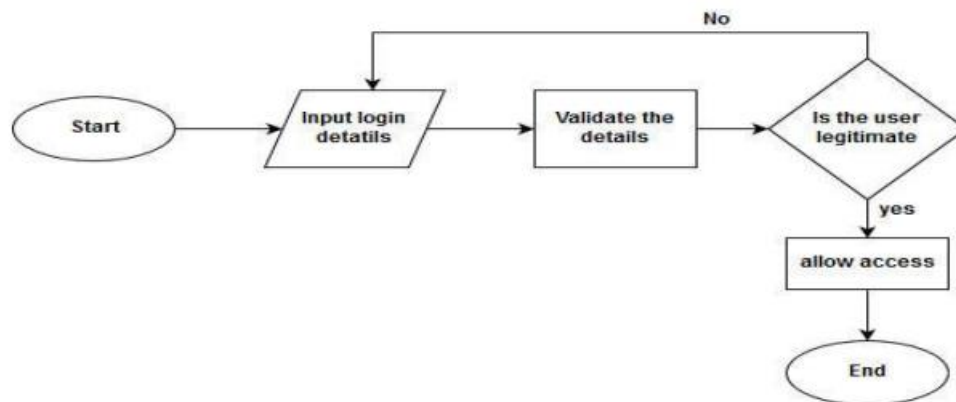 No
Start
Input login
detatils
Validate the
details
Is the user
legitimate
yes
allow access
End